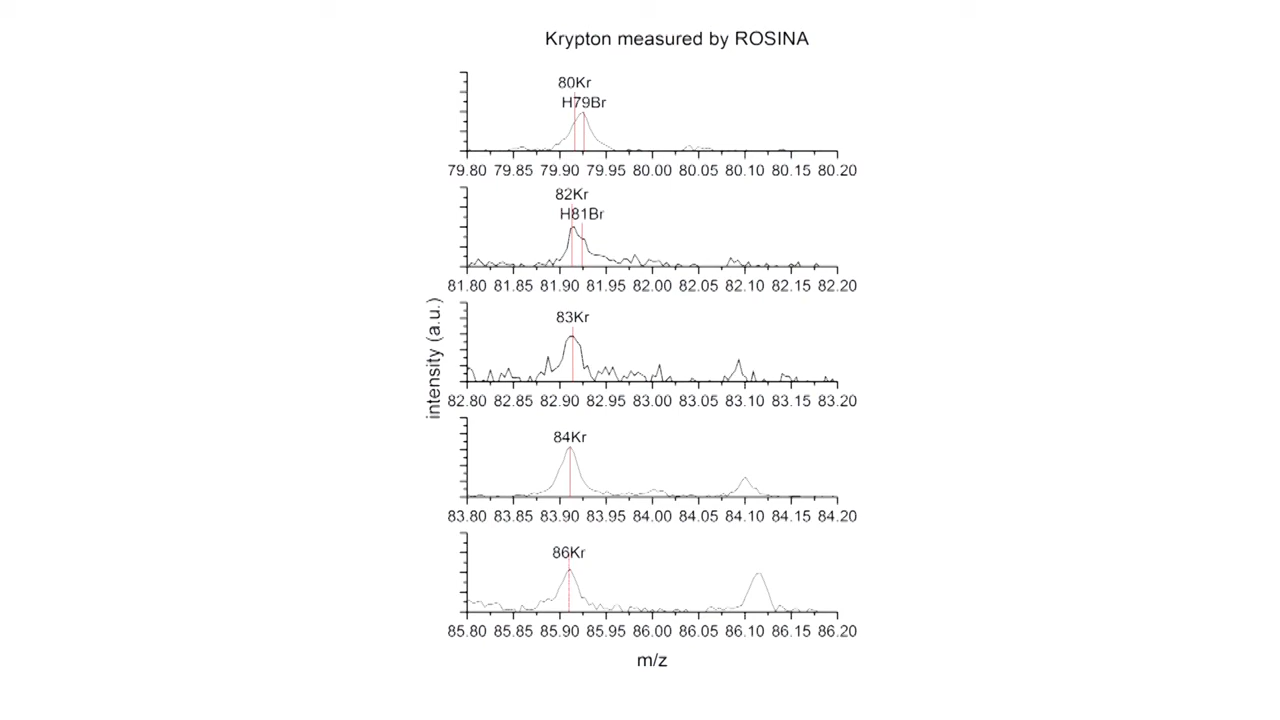 Krypton measured by ROSINA
80Kr
H79Br
79.80 79.85 79.90 79.95 80.00 80.05 80.10 80.15 80.20
82Kr
H81Br
81.80 81.85 81.90 81.95 82.00 82.05 82.10 82.15 82.20
83Kr
82.80 82.85 82.90 82.95 83.00 83.05 83.10 83.15 83.20
intensity (a.u.)
84Kr
83.80 83.85 83.90 83.95 84.00 84.05 84.10 84.15 84.20
86Kr
85.80 85.85 85.90 85.95 86.00 86.05 86.10 86.15 86.20
m/z